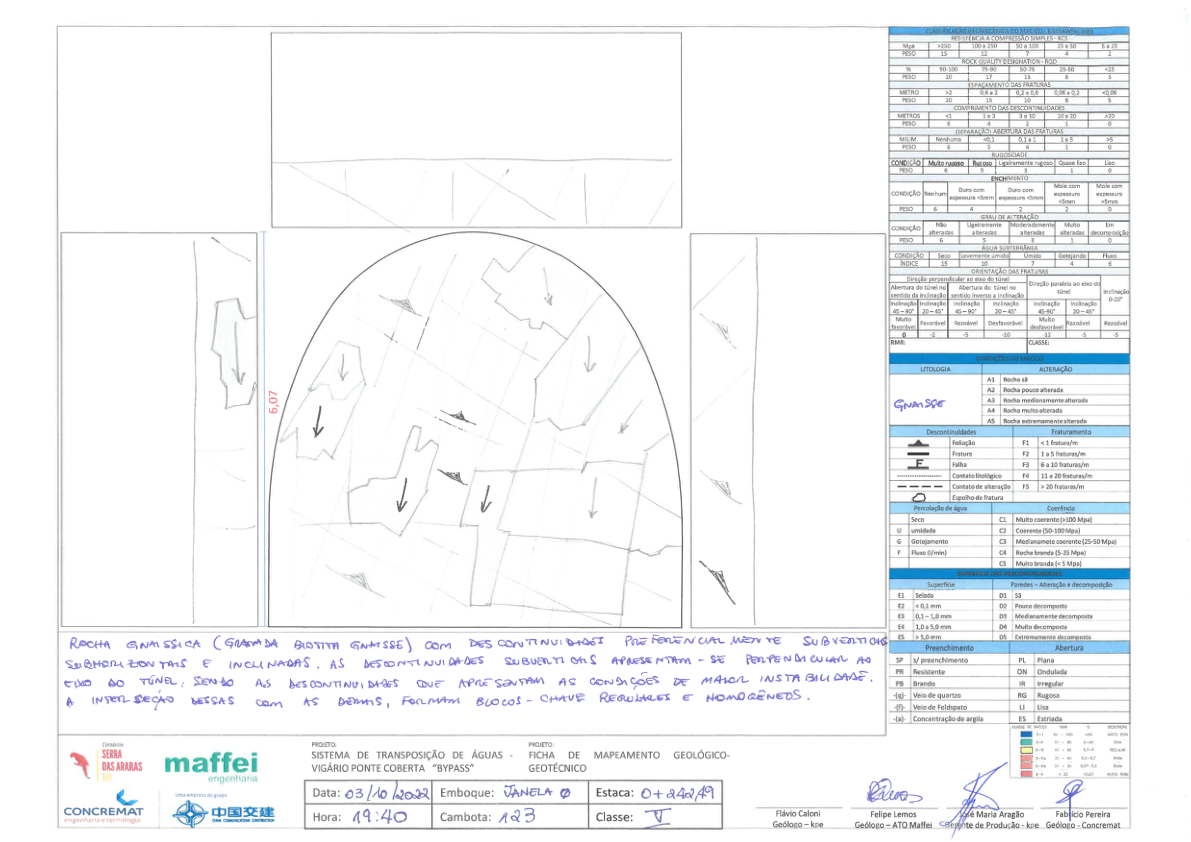 CLASSIFICAÇÃO GEOMECÂNICA DO MACIÇO - BIENIAWSKI, 1989
RESISTÊNCIA A COMPRESSÃO SIMPLES - RCS
Mpa >250 100 a 250 50 a 100 25 a 50 5 a 25
PESO 15 12 7 4 2
ROCK QUALITY DESIGNATION - RQD
% 90-100 75-90 50-75 25-50 <25
PESO 20 17 13 8 3
ESPAÇAMENTO DAS FRATURAS
METRO >2 0,6 a 2 0,2 a 0,6 0,06 a 0,2 <0,06
PESO 20 15 10 8 5
COMPRIMENTO DAS DESCONTINUIDADES
METROS <1 1 a 3 3 a 10 10 a 20 >20
PESO 6 4 2 1 0
(SEPARAÇÃO) ABERTURA DAS FRATURAS
MILIM. Nenhuma <0,1 0,1 a 1 1 a 5 >5
PESO 6 5 4 1 0
RUGOSIDADE
CONDIÇÃO Muito rugoso Rugoso Ligeiramente rugoso Quase liso Liso
PESO 6 5 3 1 0
ENCHIMENTO
CONDIÇÃO Nenhum Duro com espessura <5mm Duro com espessura <5mm Mole com espessura <5mm Mole com espessura >5mm
PESO 6 4 2 2 0
GRAU DE ALTERAÇÃO
CONDIÇÃO Não alteradas Ligeiramente alteradas Moderadamente alteradas Muito alteradas Em decomposição
PESO 6 5 3 1 0
ÁGUA SUBTERRÂNEA
CONDIÇÃO Seco Levemente úmido Úmido Gotejando Fluxo
ÍNDICE 15 10 7 4 6
ORIENTAÇÃO DAS FRATURAS
Direção perpendicular ao eixo do túnel
Direção paralela ao eixo do túnel
Inclinação 0-20°
Abertura do túnel no sentido da inclinação
Abertura do túnel no sentido inverso a inclinação
Inclinação 45 – 90° Inclinação 20 – 45° Inclinação 45 – 90° Inclinação 20 – 45° Inclinação 45-90° Inclinação 20 – 45°
Muito favorável Favorável Razoável Desfavorável Muito desfavorável Razoável Razoável
0 -2 -5 -10 -12 -5 -5
RMR: CLASSE:
CONDIÇÕES DO MACIÇO
LITOLOGIA ALTERAÇÃO
GNAISSE
A1 Rocha sã
A2 Rocha pouco alterada
A3 Rocha medianamente alterada
A4 Rocha muito alterada
A5 Rocha extremamente alterada
Descontinuidades Fraturamento
Foliação F1 < 1 fratura/m
Fratura F2 1 a 5 fraturas/m
F Falha F3 6 a 10 fraturas/m
Contato litológico F4 11 a 20 fraturas/m
Contato de alteração F5 > 20 fraturas/m
Espelho de fratura
Percolação de água Coerência
Seco C1 Muito coerente (>100 Mpa)
U umidade C2 Coerente (50-100 Mpa)
G Gotejamento C3 Medianamete coerente (25-50 Mpa)
F Fluxo (l/min) C4 Rocha branda (5-25 Mpa)
C5 Muito branda (< 5 Mpa)
SUPERFÍCIE DAS DESCONTINUIDADES
Superfície Paredes – Alteração e decomposição
E1 Selada D1 Sã
E2 < 0,1 mm D2 Pouco decomposto
E3 0,1 – 1,0 mm D3 Medianamente decomposto
E4 1,0 a 5,0 mm D4 Muito decomposto
E5 > 5,0 mm D5 Extremamente decomposto
Preenchimento Abertura
SP s/ preenchimento PL Plana
PR Resistente ON Ondulada
PB Brando IR Irregular
-(q)- Veio de quartzo RG Rugosa
-(f)- Veio de Feldspato LI Lisa
-(a)- Concentração de argila ES Estriada
6,07
ROCHA GNAISSICA (GRANADA BIOTITA GNAISSE) COM DESCONTINUIDADES PREFERENCIALMENTE SUBVERTICAIS
SUBHORIZONTAIS E INCLINADAS. AS DESCONTINUIDADES SUBVERTICAIS APRESENTAM-SE PERPENDICULAR AO
EIXO DO TÚNEL, SENDO AS DESCONTINUIDADES QUE APRESENTAM AS CONDIÇÕES DE MAIOR INSTABILIDADE.
A INTERSEÇÃO DESSAS COM AS DEMAIS, FORMAM BLOCOS-CHAVE REGULARES E HOMOGÊNEOS.
Consórcio
SERRA
DAS ARARAS
maffei
engenharia
CONCREMAT
engenharia e tecnologia
uma empresa do grupo
中国交建
CHINA COMMUNICATIONS CONSTRUCTION
PROJETO:
SISTEMA DE TRANSPOSIÇÃO DE ÁGUAS -
VIGÁRIO PONTE COBERTA “BYPASS”
PROJETO:
FICHA DE MAPEAMENTO GEOLÓGICO-
GEOTÉCNICO
Data: 03/10/2022 Emboque: JANELA 0 Estaca: 0+242,49
Hora: 19:40 Cambota: 123 Classe: V
Flávio Caloni
Geólogo – kpe
Felipe Lemos
Geólogo – ATO Maffei
José Maria Aragão
Gerente de Produção - kpe
Fabrício Pereira
Geólogo - Concremat